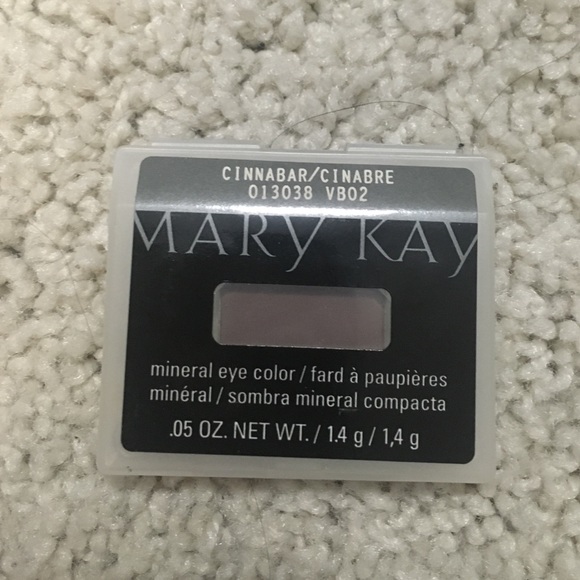 CINNABAR/CINABRE
013038 VB02
MARY KAY
mineral eye color / fard à paupières
minéral / sombra mineral compacta
.05 OZ. NET WT. / 1.4 g / 1,4 g